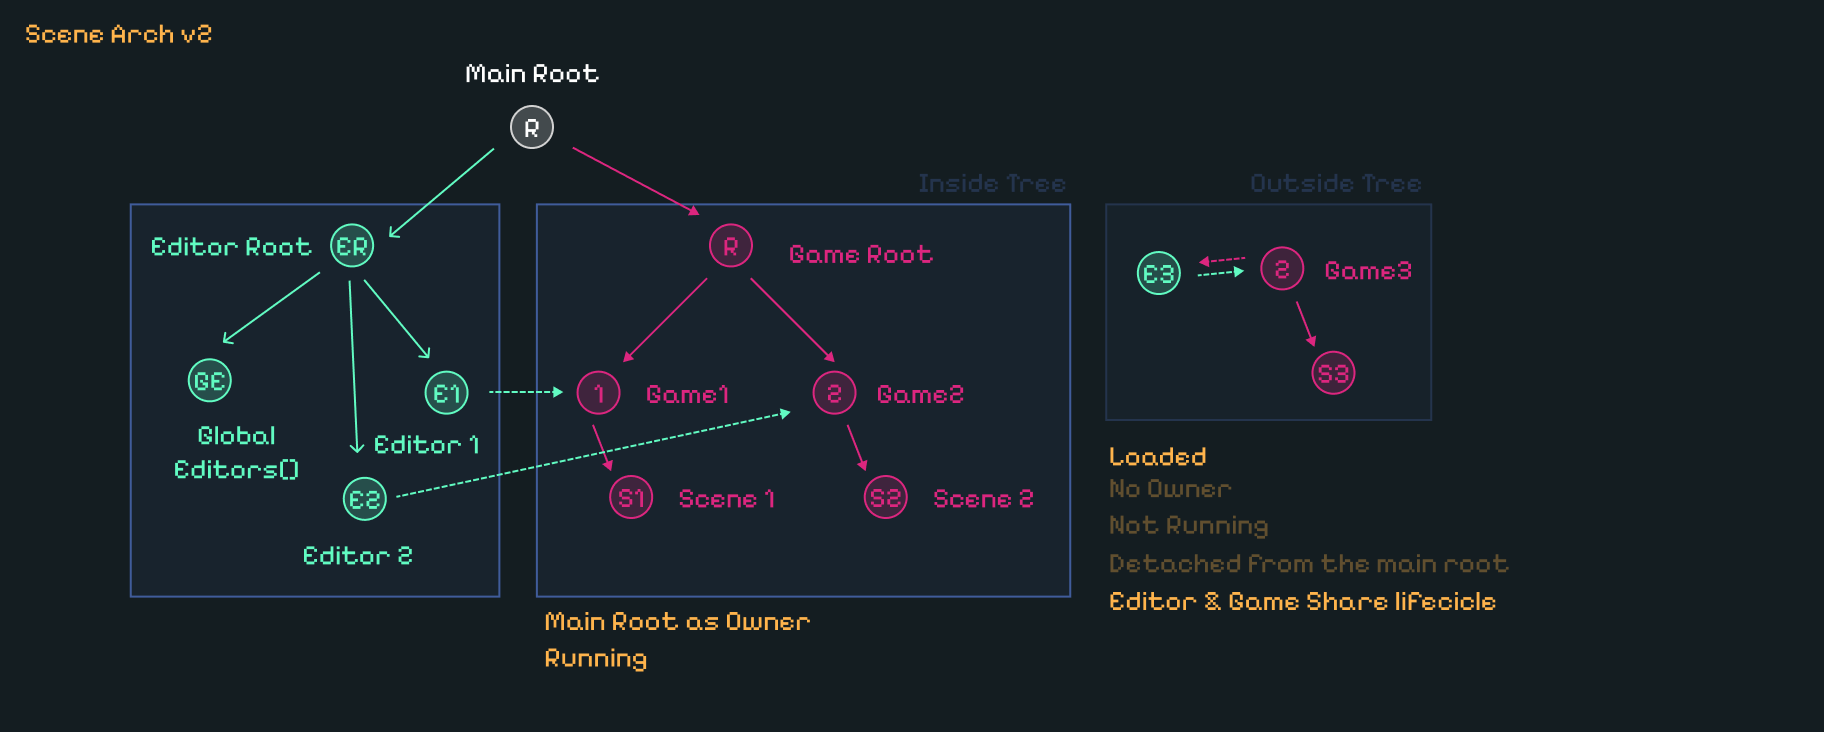 Scene Arch v2
Main Root
R
Inside Tree
Outside Tree
Editor Root
ER
R
Game Root
E3
2
Game3
GE
E1
1
Game1
2
Game2
S3
Global
Editors()
Editor 1
E2
S1
Scene 1
S2
Scene 2
Editor 2
Loaded
No Owner
Not Running
Detached from the main root
Editor & Game Share lifecicle
Main Root as Owner
Running